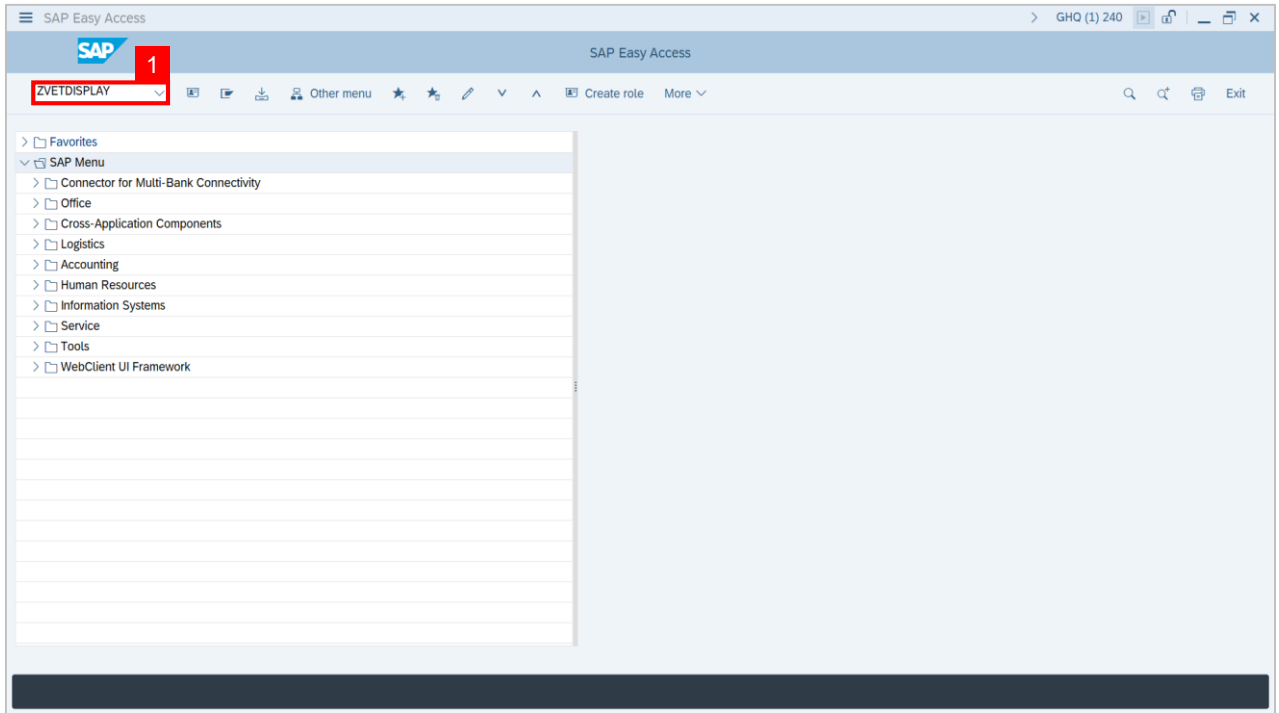 SAP Easy Access
GHQ (1) 240
SAP
SAP Easy Access
1
ZVETDISPLAY
Other menu
Create role
More
Exit
Favorites
SAP Menu
Connector for Multi-Bank Connectivity
Office
Cross-Application Components
Logistics
Accounting
Human Resources
Information Systems
Service
Tools
WebClient UI Framework